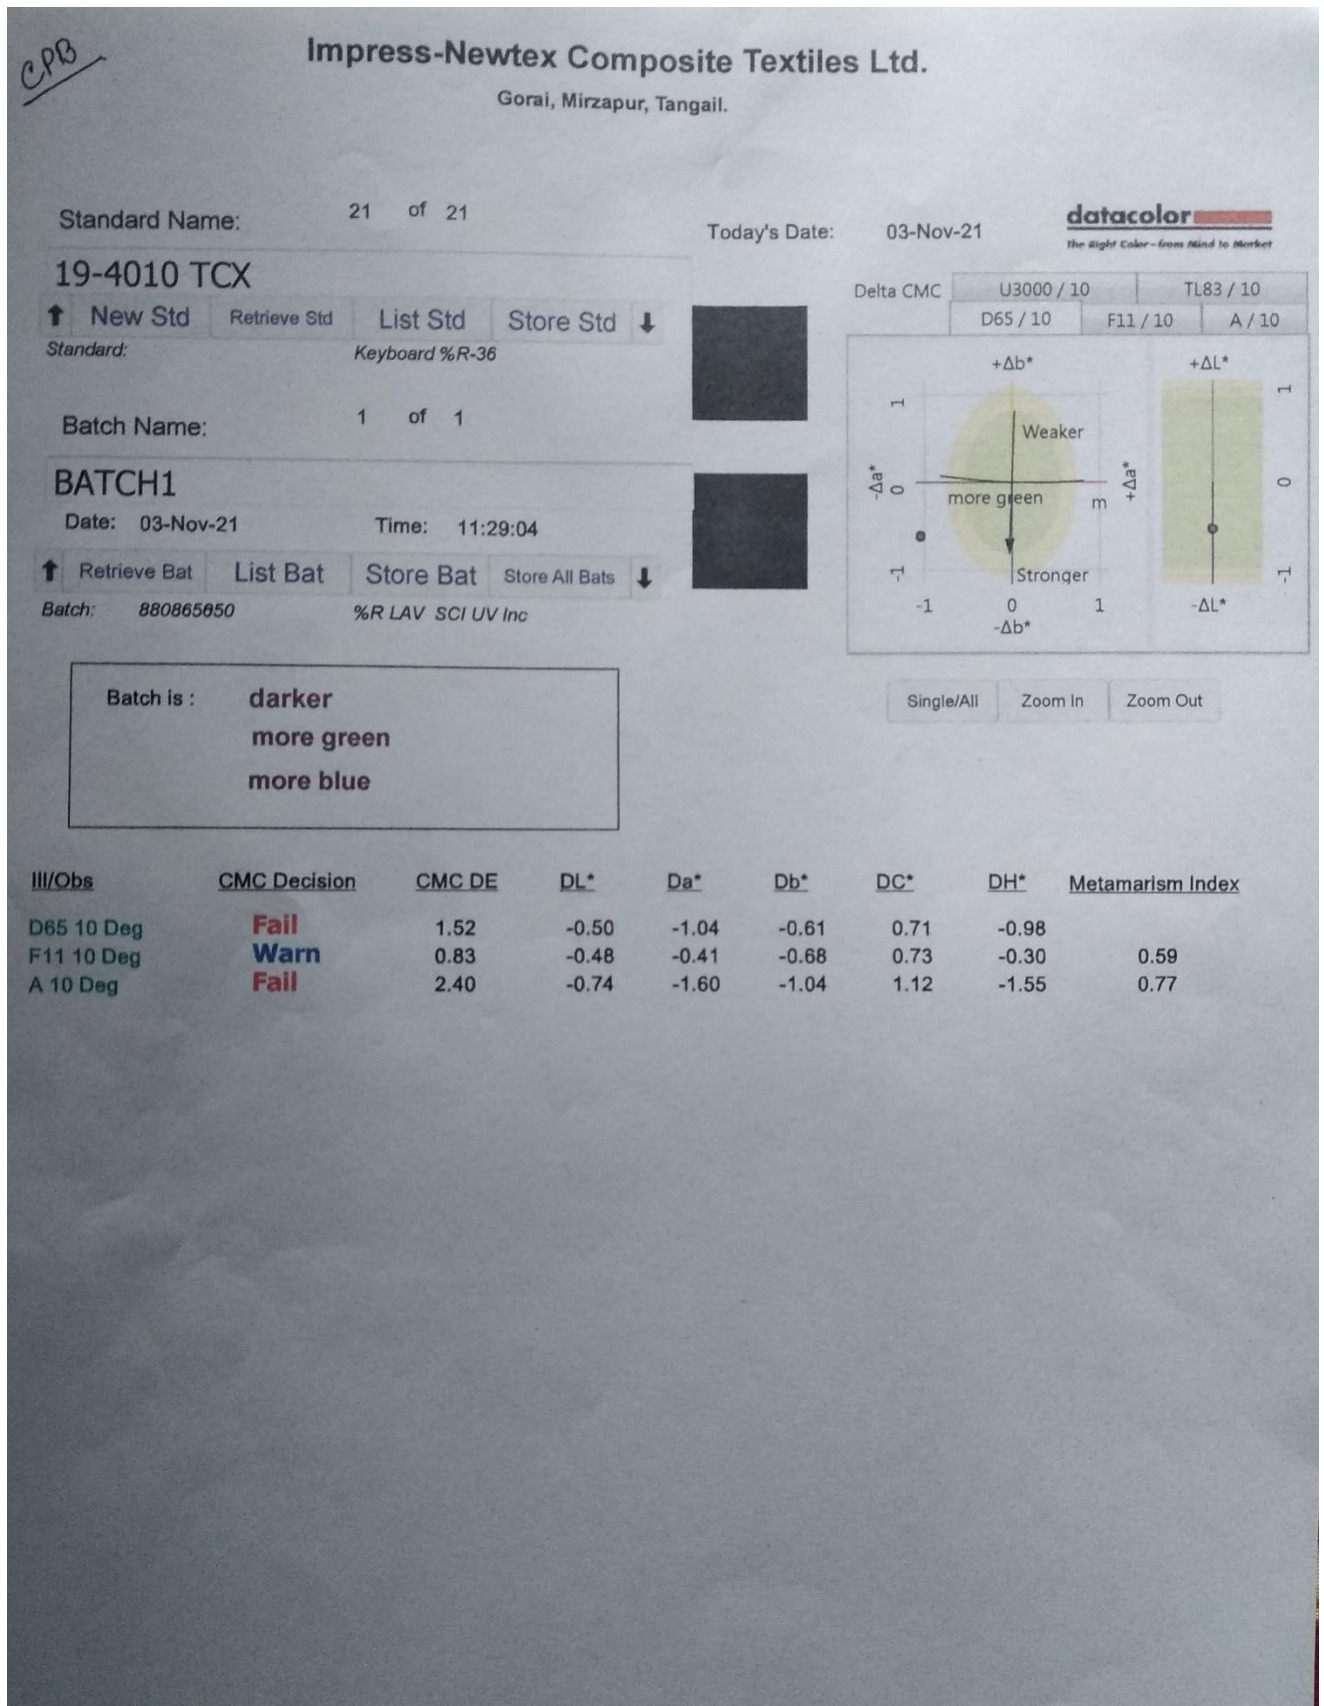 CPB
Impress-Newtex Composite Textiles Ltd.
Gorai, Mirzapur, Tangail.
Standard Name: 21 of 21
Today's Date: 03-Nov-21
datacolor
The Right Color-from Mind to Market
19-4010 TCX
New Std Retrieve Std List Std Store Std
Standard: Keyboard %R-36
Delta CMC U3000 / 10 TL83 / 10
D65 / 10 F11 / 10 A / 10
+Δb* +ΔL*
1 1
Weaker
-Δa* 0 more green m +Δa* 0
-1 Stronger -1
-1 0 1 -ΔL*
-Δb*
Batch Name: 1 of 1
BATCH1
Date: 03-Nov-21 Time: 11:29:04
Retrieve Bat List Bat Store Bat Store All Bats
Batch: 880865650 %R LAV SCI UV Inc
Single/All Zoom In Zoom Out
Batch is : darker
more green
more blue
Ill/Obs CMC Decision CMC DE DL* Da* Db* DC* DH* Metamarism Index
D65 10 Deg Fail 1.52 -0.50 -1.04 -0.61 0.71 -0.98
F11 10 Deg Warn 0.83 -0.48 -0.41 -0.68 0.73 -0.30 0.59
A 10 Deg Fail 2.40 -0.74 -1.60 -1.04 1.12 -1.55 0.77